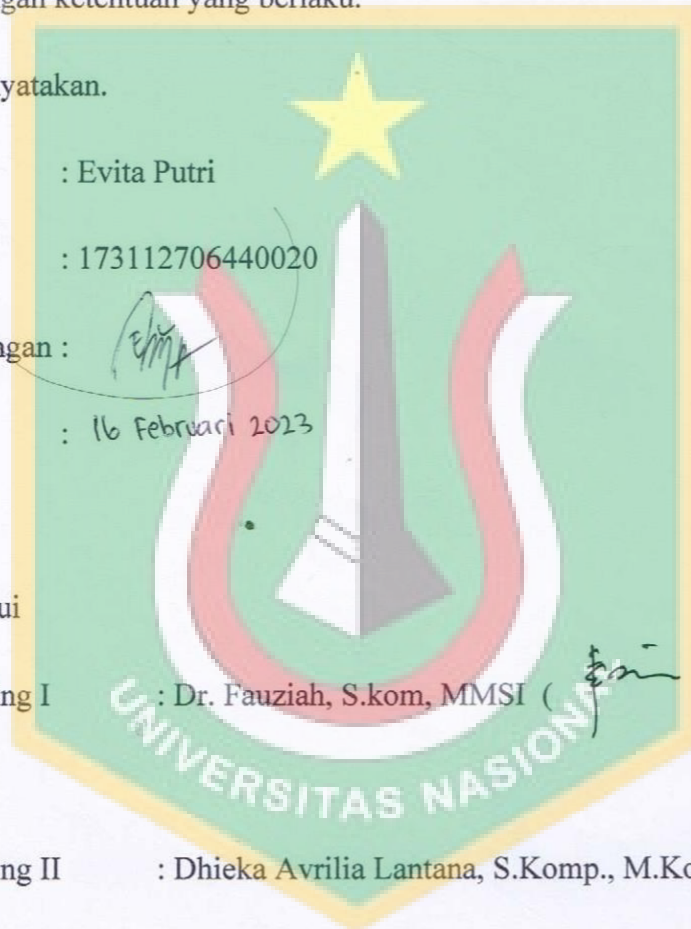 gan ketentuan yang berlaku.
yatakan.
: Evita Putri
: 173112706440020
ngan :
: 16 Februari 2023
ui
ng I : Dr. Fauziah, S.kom, MMSI (
UNIVERSITAS NASIONAL
ng II : Dhieka Avrilia Lantana, S.Komp., M.Ko